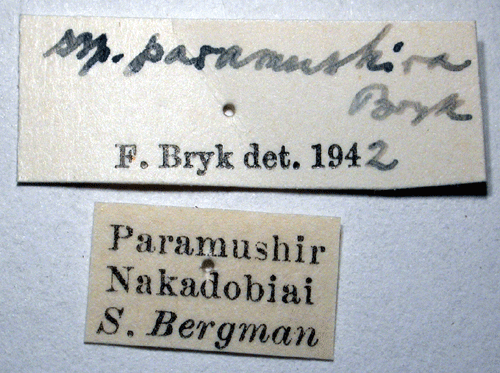 ssp. paramushira
Bryk
F. Bryk det. 1942
Paramushir
Nakadobiai
S. Bergman